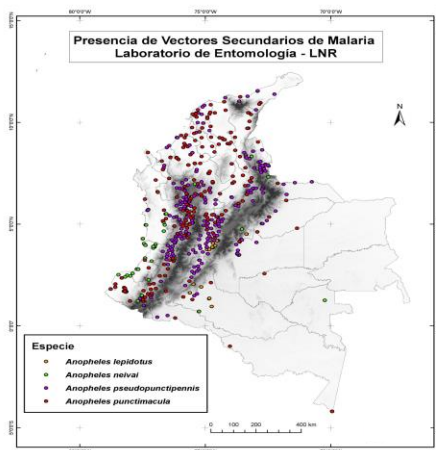 Presencia de Vectores Secundarios de Malaria
Laboratorio de Entomología - LNR
N
Especie
Anopheles lepidotus
Anopheles neivai
Anopheles pseudopunctipennis
Anopheles punctimacula
0 100 200 400 km